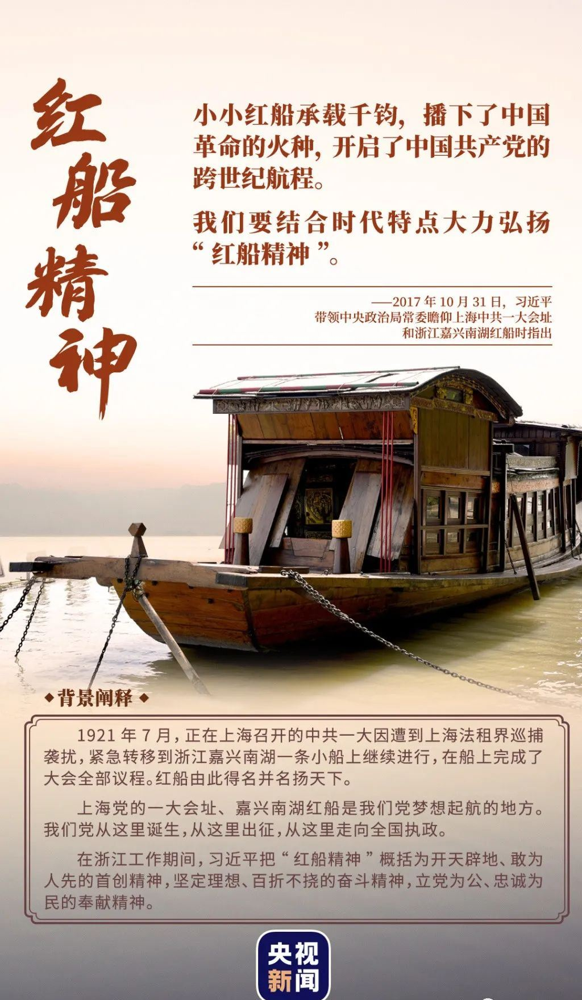 红船精神
小小红船承载千钧，播下了中国
革命的火种，开启了中国共产党的
跨世纪航程。
我们要结合时代特点大力弘扬
“红船精神”。
——2017年10月31日，习近平
带领中央政治局常委瞻仰上海中共一大会址
和浙江嘉兴南湖红船时指出
背景阐释
1921年7月，正在上海召开的中共一大因遭到上海法租界巡捕
袭扰，紧急转移到浙江嘉兴南湖一条小船上继续进行，在船上完成了
大会全部议程。红船由此得名并名扬天下。
上海党的一大会址、嘉兴南湖红船是我们党梦想起航的地方。
我们党从这里诞生，从这里出征，从这里走向全国执政。
在浙江工作期间，习近平把“红船精神”概括为开天辟地、敢为
人先的首创精神，坚定理想、百折不挠的奋斗精神，立党为公、忠诚为
民的奉献精神。
央视
新闻